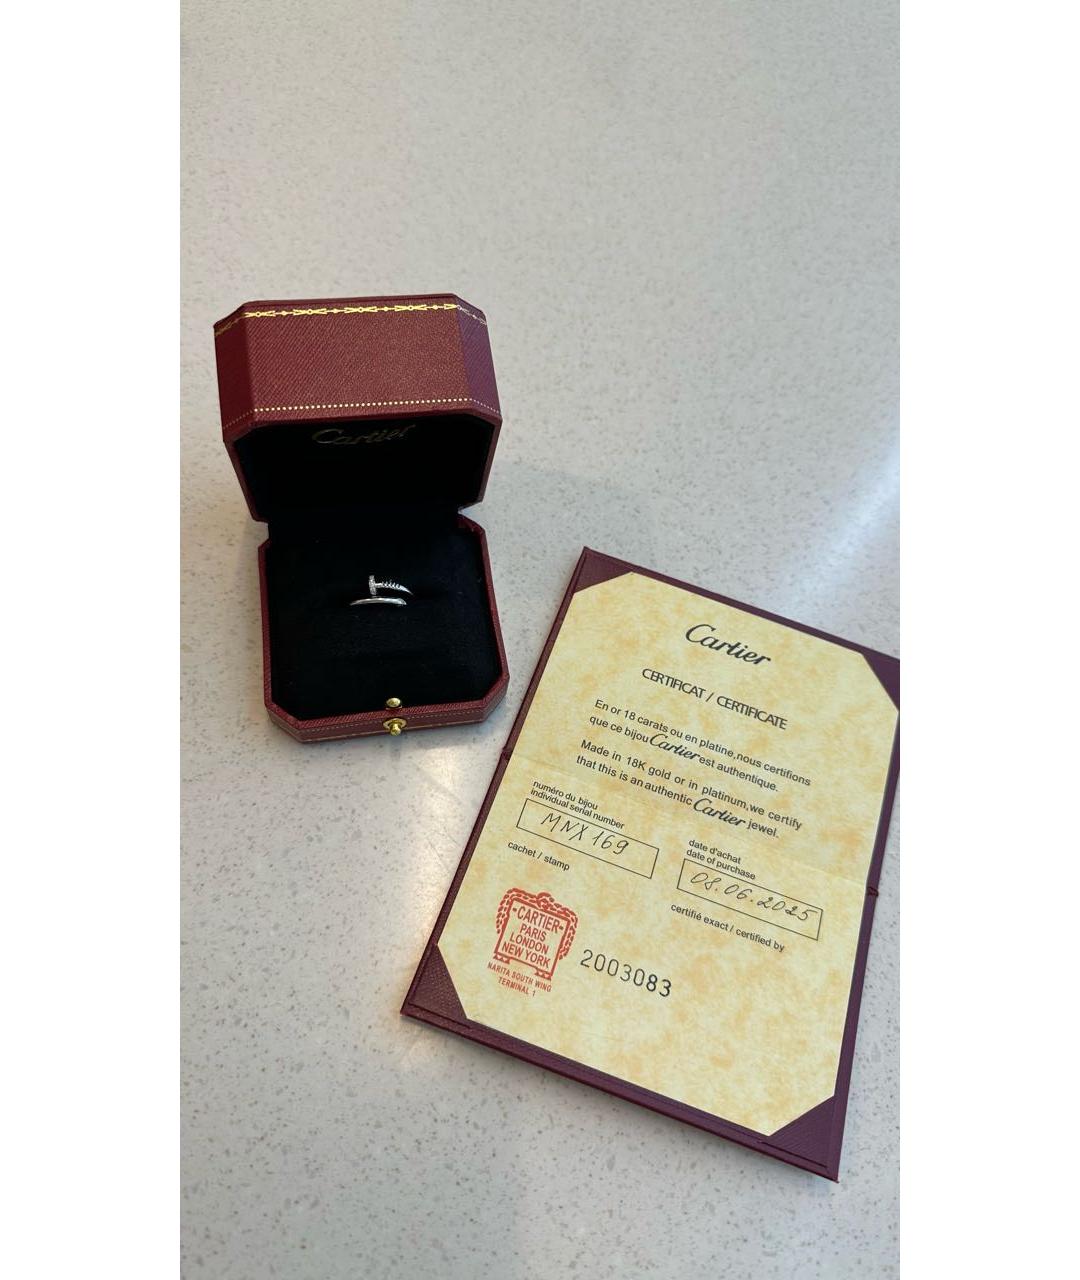 Cartier
Cartier
CERTIFICAT / CERTIFICATE
En or 18 carats ou en platine,nous certifions
que ce bijou Cartier est authentique.
Made in 18K gold or in platinum,we certify
that this is an authentic Cartier jewel.
numéro du bijou
individual serial number
MNX169
date d'achat
date of purchase
08.06.2025
cachet / stamp
certifié exact / certified by
CARTIER
PARIS
LONDON
NEW YORK
NARITA SOUTH WING
TERMINAL 1
2003083